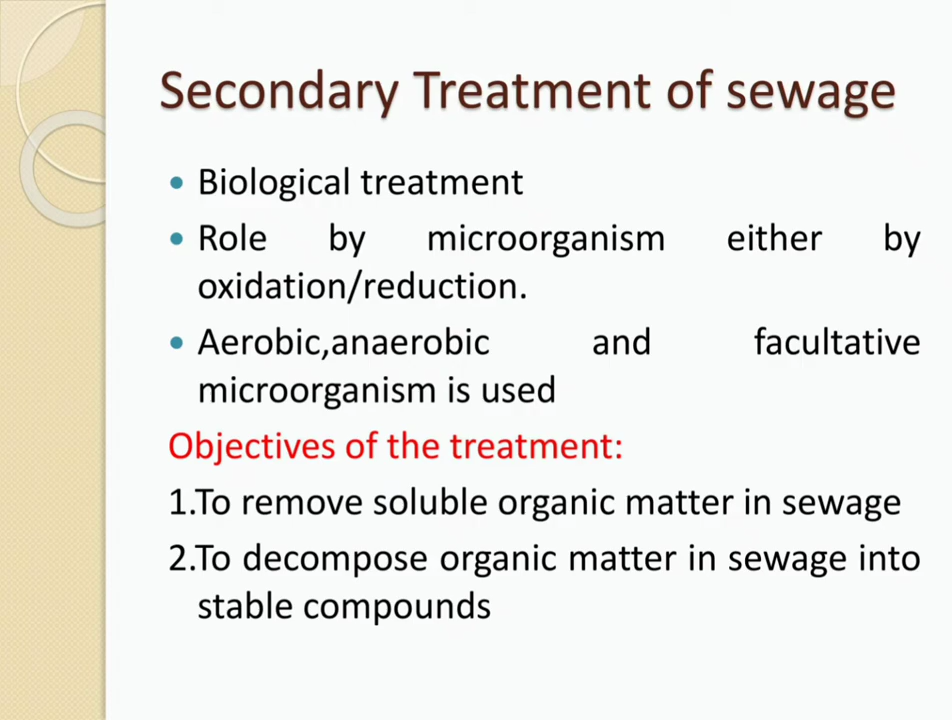 Secondary Treatment of sewage
• Biological treatment
• Role by microorganism either by
oxidation/reduction.
• Aerobic,anaerobic and facultative
microorganism is used
Objectives of the treatment:
1.To remove soluble organic matter in sewage
2.To decompose organic matter in sewage into
stable compounds